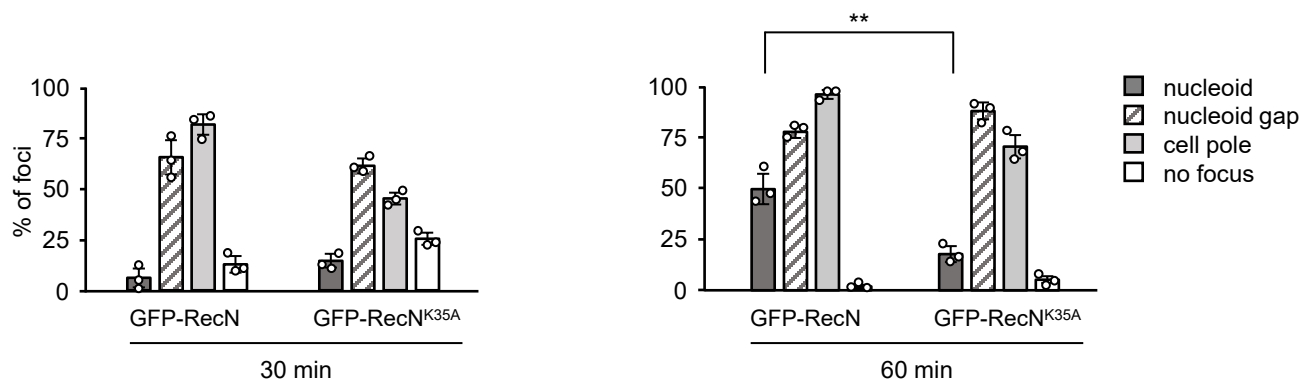 **
100
75
50
25
0
% of foci
GFP-RecN GFP-RecNK35A
30 min
100
75
50
25
0
GFP-RecN GFP-RecNK35A
60 min
nucleoid
nucleoid gap
cell pole
no focus